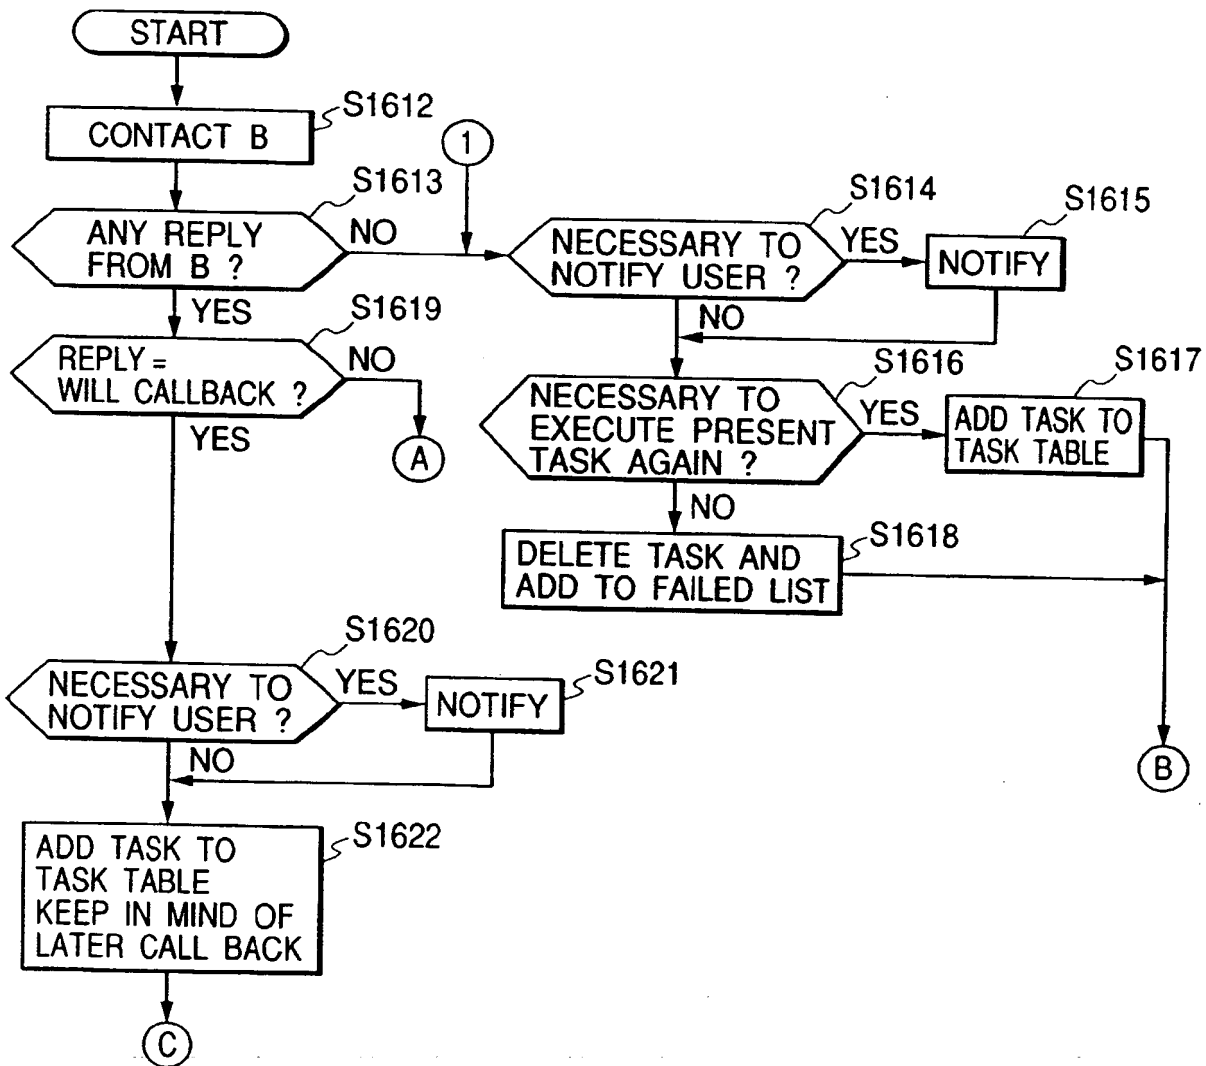 START
S1612
CONTACT B
1
S1613
ANY REPLY
FROM B ?
NO
YES
S1614
NECESSARY TO
NOTIFY USER ?
YES
NO
S1615
NOTIFY
S1619
REPLY =
WILL CALLBACK ?
NO
YES
A
S1616
NECESSARY TO
EXECUTE PRESENT
TASK AGAIN ?
YES
NO
S1617
ADD TASK TO
TASK TABLE
S1618
DELETE TASK AND
ADD TO FAILED LIST
B
S1620
NECESSARY TO
NOTIFY USER ?
YES
NO
S1621
NOTIFY
S1622
ADD TASK TO
TASK TABLE
KEEP IN MIND OF
LATER CALL BACK
C